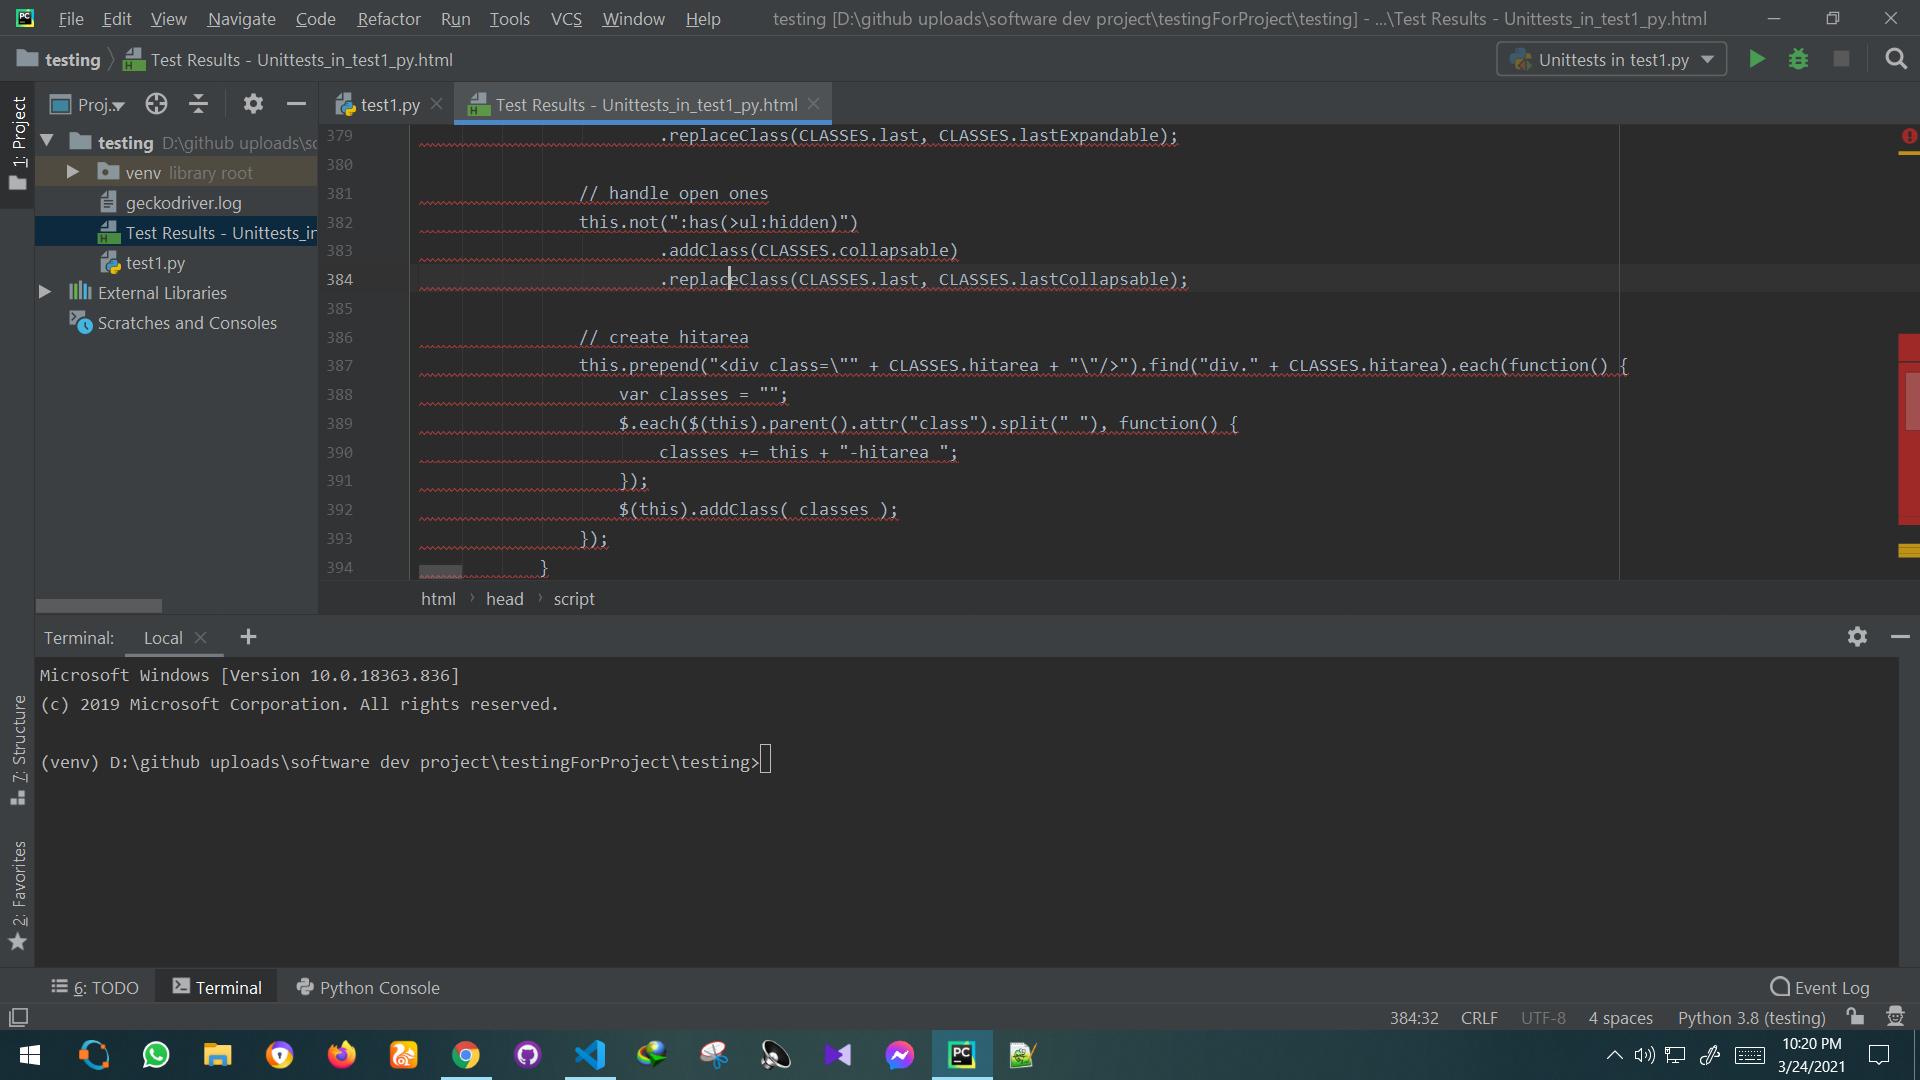 File Edit View Navigate Code Refactor Run Tools VCS Window Help testing [D:\github uploads\software dev project\testingForProject\testing] - ...\Test Results - Unittests_in_test1_py.html
testing Test Results - Unittests_in_test1_py.html Unittests in test1.py
1: Project
Proj..
test1.py Test Results - Unittests_in_test1_py.html
testing D:\github uploads\so
venv library root
geckodriver.log
Test Results - Unittests_in
test1.py
External Libraries
Scratches and Consoles
379 .replaceClass(CLASSES.last, CLASSES.lastExpandable);
380
381 // handle open ones
382 this.not(":has(>ul:hidden)")
383 .addClass(CLASSES.collapsable)
384 .replaceClass(CLASSES.last, CLASSES.lastCollapsable);
385
386 // create hitarea
387 this.prepend("<div class=\"" + CLASSES.hitarea + "\"/>").find("div." + CLASSES.hitarea).each(function() {
388 var classes = "";
389 $.each($(this).parent().attr("class").split(" "), function() {
390 classes += this + "-hitarea ";
391 });
392 $(this).addClass( classes );
393 });
394 }
html head script
Terminal: Local
Microsoft Windows [Version 10.0.18363.836]
(c) 2019 Microsoft Corporation. All rights reserved.
(venv) D:\github uploads\software dev project\testingForProject\testing>
7: Structure
2: Favorites
6: TODO Terminal Python Console Event Log
384:32 CRLF UTF-8 4 spaces Python 3.8 (testing)
10:20 PM
3/24/2021